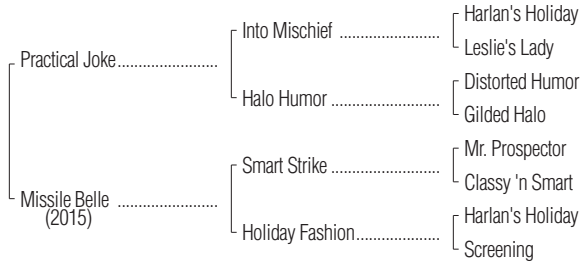 Harlan's Holiday
Into Mischief ....................
Leslie's Lady
Practical Joke....................
Distorted Humor
Halo Humor ....................
Gilded Halo
Mr. Prospector
Smart Strike ....................
Classy 'n Smart
Missile Belle ....................
(2015)
Harlan's Holiday
Holiday Fashion....................
Screening